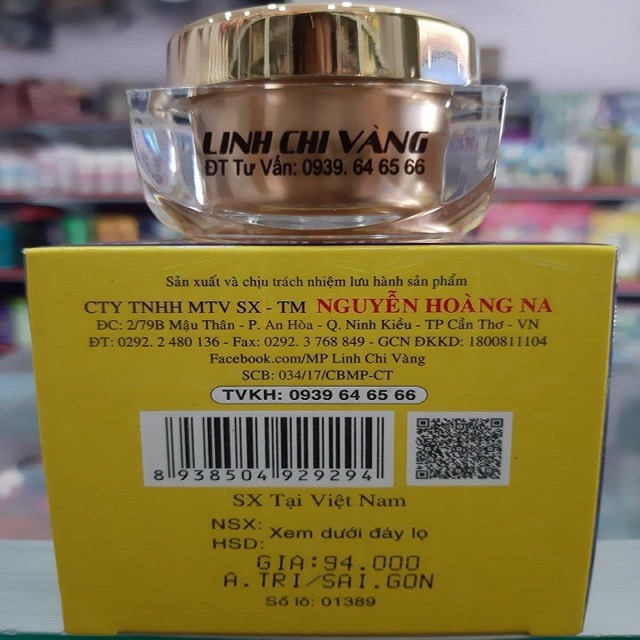 LINH CHI VÀNG
ĐT Tư Vấn: 0939. 64 65 66
Sản xuất và chịu trách nhiệm lưu hành sản phẩm
CTY TNHH MTV SX - TM NGUYỄN HOÀNG NA
ĐC: 2/79B Mậu Thân - P. An Hòa - Q. Ninh Kiều - TP Cần Thơ - VN
ĐT: 0292. 2 480 136 - Fax: 0292. 3 768 849 - GCN ĐKKD: 1800811104
Facebook.com/MP Linh Chi Vàng
SCB: 034/17/CBMP-CT
TVKH: 0939 64 65 66
8 938504 929294
SX Tại Việt Nam
NSX: Xem dưới đáy lọ
HSD:
GIA:94.000
A.TRI/SAI.GON
Số lô: 01389